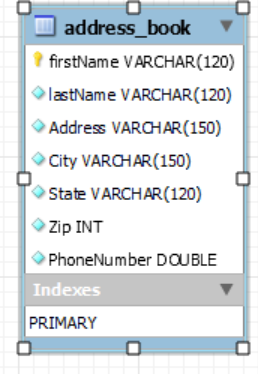 address_book
firstName VARCHAR(120)
lastName VARCHAR(120)
Address VARCHAR(150)
City VARCHAR(150)
State VARCHAR(120)
Zip INT
PhoneNumber DOUBLE
Indexes
PRIMARY